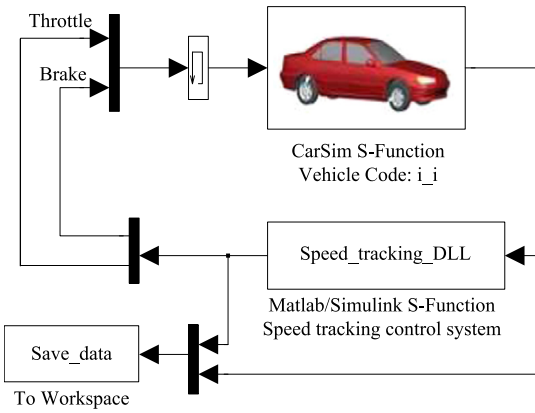 Throttle
Brake
CarSim S-Function
Vehicle Code: i_i
Speed_tracking_DLL
Matlab/Simulink S-Function
Speed tracking control system
Save_data
To Workspace